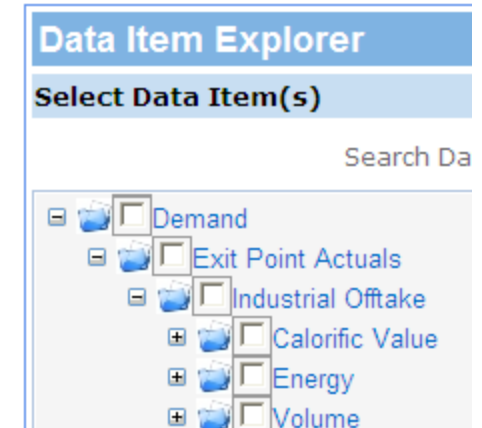 Data Item Explorer
Select Data Item(s)
Search Da
Demand
Exit Point Actuals
Industrial Offtake
Calorific Value
Energy
Volume